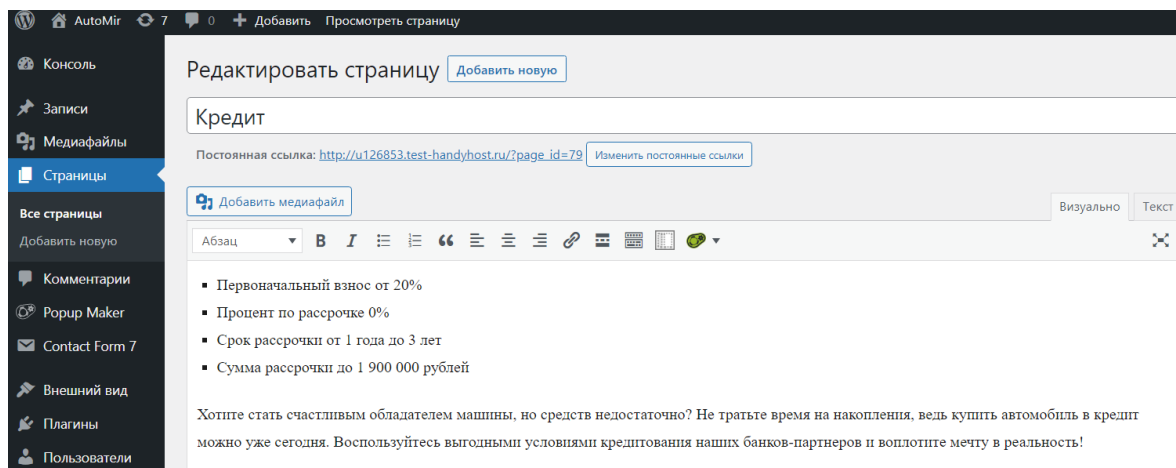 AutoMir 7 0 Добавить Просмотреть страницу
Консоль
Записи
Медиафайлы
Страницы
Все страницы
Добавить новую
Комментарии
Popup Maker
Contact Form 7
Внешний вид
Плагины
Пользователи
Редактировать страницу Добавить новую
Кредит
Постоянная ссылка: http://u126853.test-handyhost.ru/?page_id=79 Изменить постоянные ссылки
Добавить медиафайл
Визуально Текст
Абзац B I
Первоначальный взнос от 20%
Процент по рассрочке 0%
Срок рассрочки от 1 года до 3 лет
Сумма рассрочки до 1 900 000 рублей
Хотите стать счастливым обладателем машины, но средств недостаточно? Не тратьте время на накопления, ведь купить автомобиль в кредит
можно уже сегодня. Воспользуйтесь выгодными условиями кредитования наших банков-партнеров и воплотите мечту в реальность!